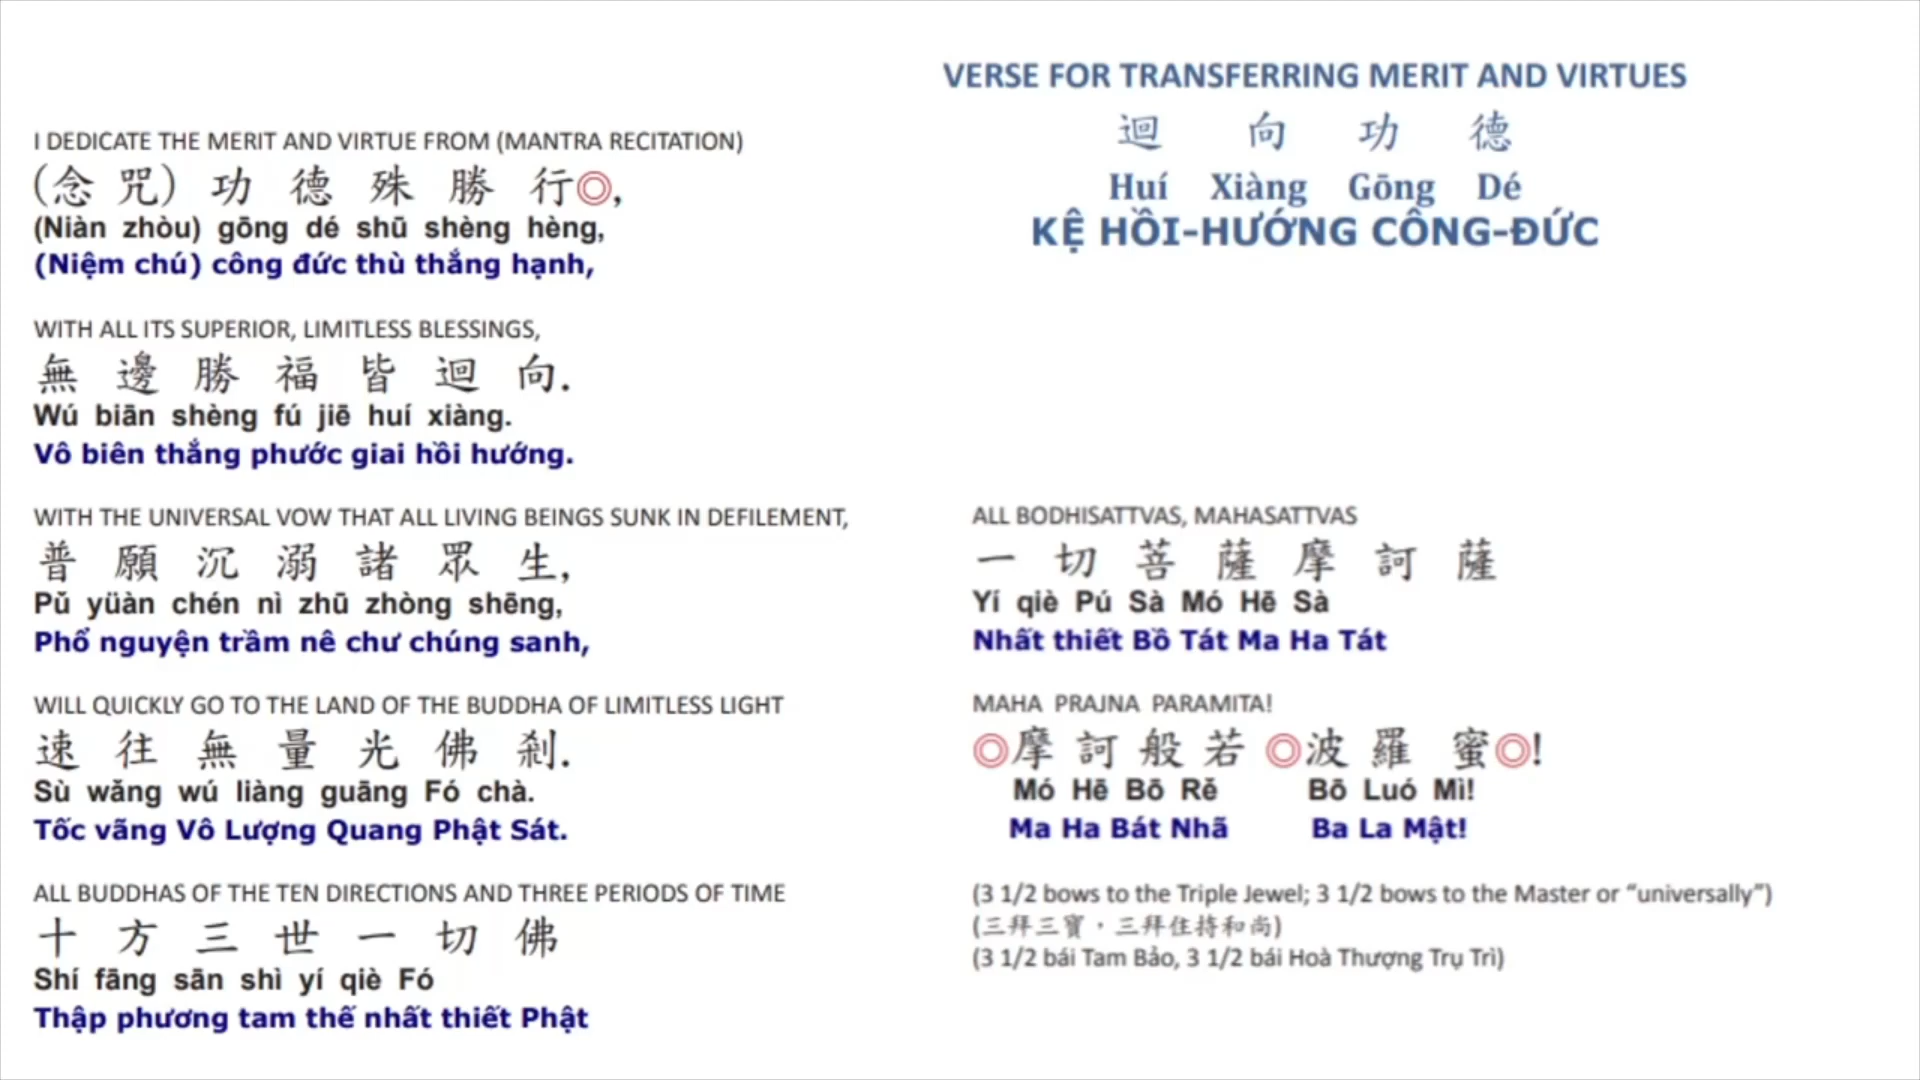 VERSE FOR TRANSFERRING MERIT AND VIRTUES
迴 向 功 德
Huí Xiàng Gōng Dé
KỆ HỒI-HƯỚNG CÔNG-ĐỨC
I DEDICATE THE MERIT AND VIRTUE FROM (MANTRA RECITATION)
(念 咒) 功 德 殊 勝 行◎,
(Niàn zhòu) gōng dé shū shèng hèng,
(Niệm chú) công đức thù thắng hạnh,
WITH ALL ITS SUPERIOR, LIMITLESS BLESSINGS,
無 邊 勝 福 皆 迴 向.
Wú biān shèng fú jiē huí xiàng.
Vô biên thắng phước giai hồi hướng.
WITH THE UNIVERSAL VOW THAT ALL LIVING BEINGS SUNK IN DEFILEMENT,
普 願 沉 溺 諸 眾 生,
Pǔ yüàn chén nì zhū zhòng shēng,
Phổ nguyện trầm nê chư chúng sanh,
WILL QUICKLY GO TO THE LAND OF THE BUDDHA OF LIMITLESS LIGHT
速 往 無 量 光 佛 剎.
Sù wǎng wú liàng guāng Fó chà.
Tốc vãng Vô Lượng Quang Phật Sát.
ALL BUDDHAS OF THE TEN DIRECTIONS AND THREE PERIODS OF TIME
十 方 三 世 一 切 佛
Shí fāng sān shì yí qiè Fó
Thập phương tam thế nhất thiết Phật
ALL BODHISATTVAS, MAHASATTVAS
一 切 菩 薩 摩 訶 薩
Yí qiè Pú Sà Mó Hē Sà
Nhất thiết Bồ Tát Ma Ha Tát
MAHA PRAJNA PARAMITA!
◎摩 訶 般 若 ◎波 羅 蜜◎!
Mó Hē Bō Rě Bō Luó Mì!
Ma Ha Bát Nhã Ba La Mật!
(3 1/2 bows to the Triple Jewel; 3 1/2 bows to the Master or “universally”)
(三拜三寶，三拜住持和尚)
(3 1/2 bái Tam Bảo, 3 1/2 bái Hoà Thượng Trụ Trì)